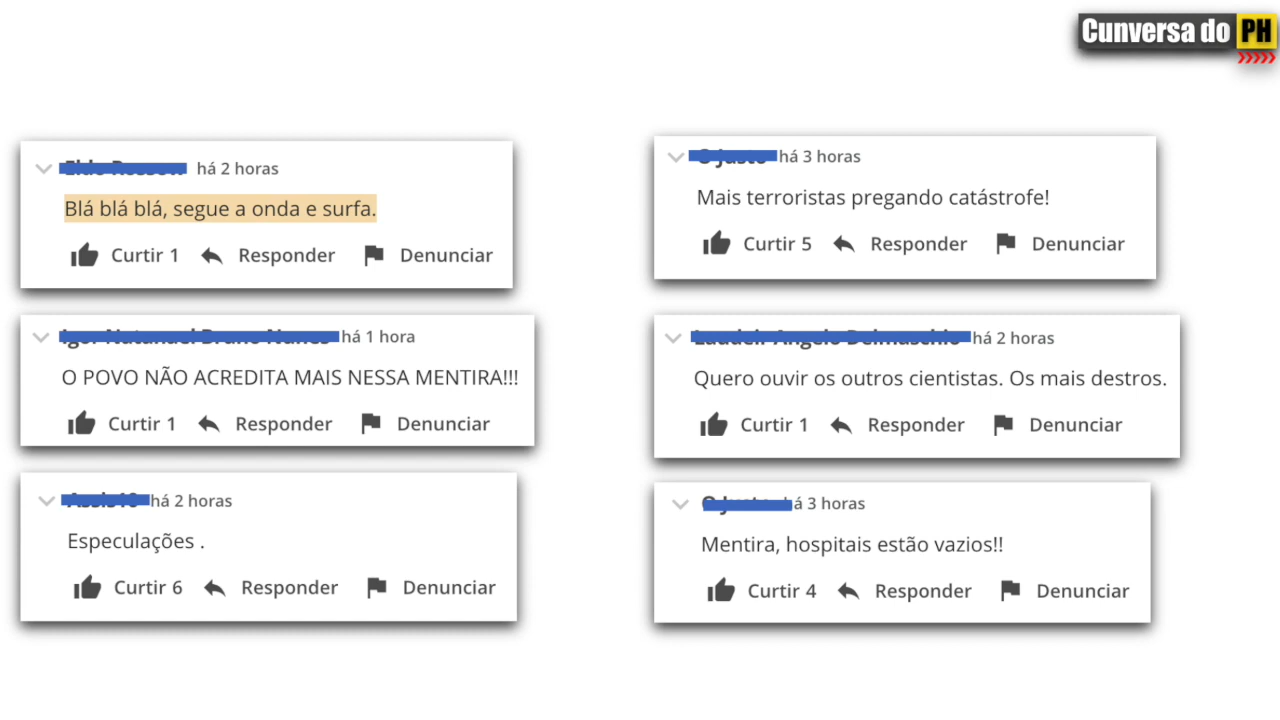 Cunversa do PH
há 2 horas
Blá blá blá, segue a onda e surfa.
Curtir 1 Responder Denunciar
há 1 hora
O POVO NÃO ACREDITA MAIS NESSA MENTIRA!!!
Curtir 1 Responder Denunciar
há 2 horas
Especulações .
Curtir 6 Responder Denunciar
há 3 horas
Mais terroristas pregando catástrofe!
Curtir 5 Responder Denunciar
há 2 horas
Quero ouvir os outros cientistas. Os mais destros.
Curtir 1 Responder Denunciar
há 3 horas
Mentira, hospitais estão vazios!!
Curtir 4 Responder Denunciar